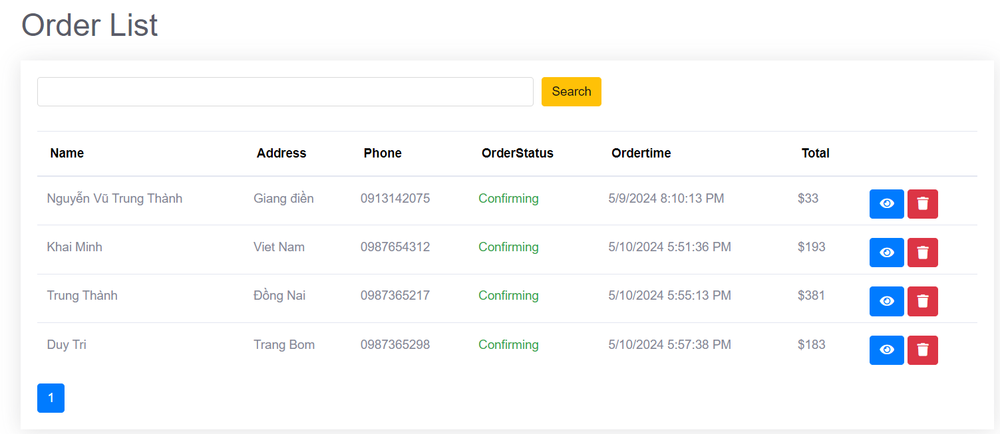 Order List
Search
Name Address Phone OrderStatus Ordertime Total
Nguyễn Vũ Trung Thành Giang điền 0913142075 Confirming 5/9/2024 8:10:13 PM $33
Khai Minh Viet Nam 0987654312 Confirming 5/10/2024 5:51:36 PM $193
Trung Thành Đồng Nai 0987365217 Confirming 5/10/2024 5:55:13 PM $381
Duy Tri Trang Bom 0987365298 Confirming 5/10/2024 5:57:38 PM $183
1